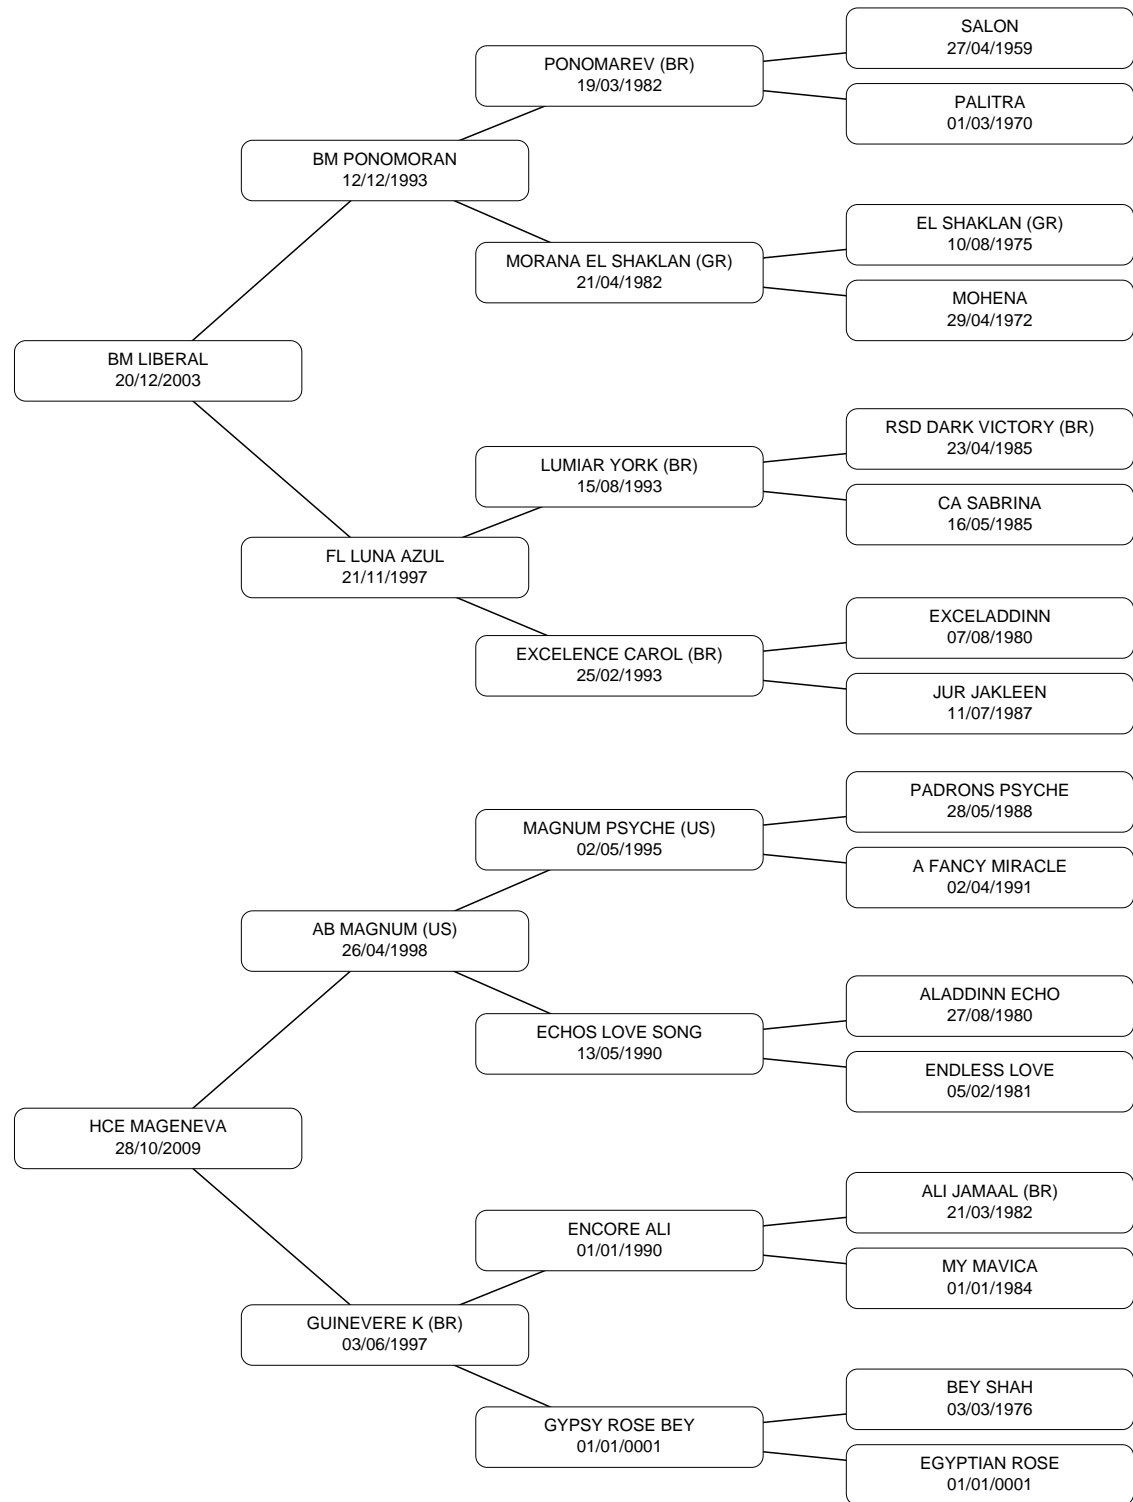 SALON
27/04/1959
PONOMAREV (BR)
19/03/1982
PALITRA
01/03/1970
BM PONOMORAN
12/12/1993
EL SHAKLAN (GR)
10/08/1975
MORANA EL SHAKLAN (GR)
21/04/1982
MOHENA
29/04/1972
BM LIBERAL
20/12/2003
RSD DARK VICTORY (BR)
23/04/1985
LUMIAR YORK (BR)
15/08/1993
CA SABRINA
16/05/1985
FL LUNA AZUL
21/11/1997
EXCELADDINN
07/08/1980
EXCELENCE CAROL (BR)
25/02/1993
JUR JAKLEEN
11/07/1987
PADRONS PSYCHE
28/05/1988
MAGNUM PSYCHE (US)
02/05/1995
A FANCY MIRACLE
02/04/1991
AB MAGNUM (US)
26/04/1998
ALADDINN ECHO
27/08/1980
ECHOS LOVE SONG
13/05/1990
ENDLESS LOVE
05/02/1981
HCE MAGENEVA
28/10/2009
ALI JAMAAL (BR)
21/03/1982
ENCORE ALI
01/01/1990
MY MAVICA
01/01/1984
GUINEVERE K (BR)
03/06/1997
BEY SHAH
03/03/1976
GYPSY ROSE BEY
01/01/0001
EGYPTIAN ROSE
01/01/0001